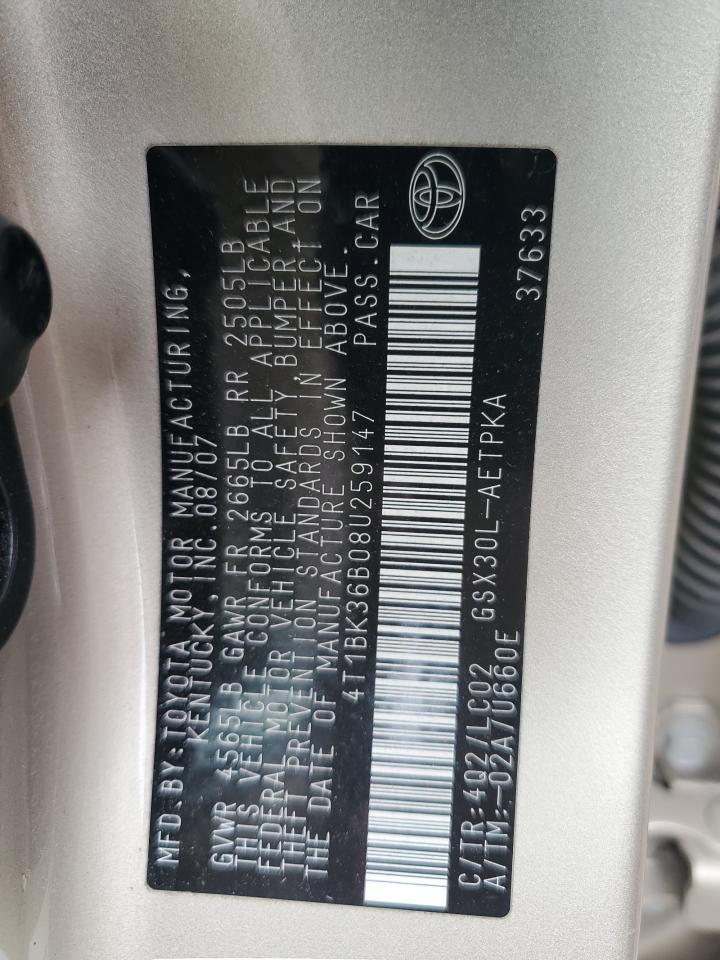 MFD.BY:TOYOTA MOTOR MANUFACTURING,
KENTUCKY, INC. 08/07
GVWR 4565LB GAWR FR 2665LB RR 2505LB
THIS VEHICLE CONFORMS TO ALL APPLICABLE
FEDERAL MOTOR VEHICLE SAFETY, BUMPER, AND
THEFT PREVENTION STANDARDS IN EFFECT ON
THE DATE OF MANUFACTURE SHOWN ABOVE.
4T1BK36B08U259147 PASS.CAR
C/TR:4Q2/LC02 GSX30L-AETPKA
A/TM:-02A/U660E 37633